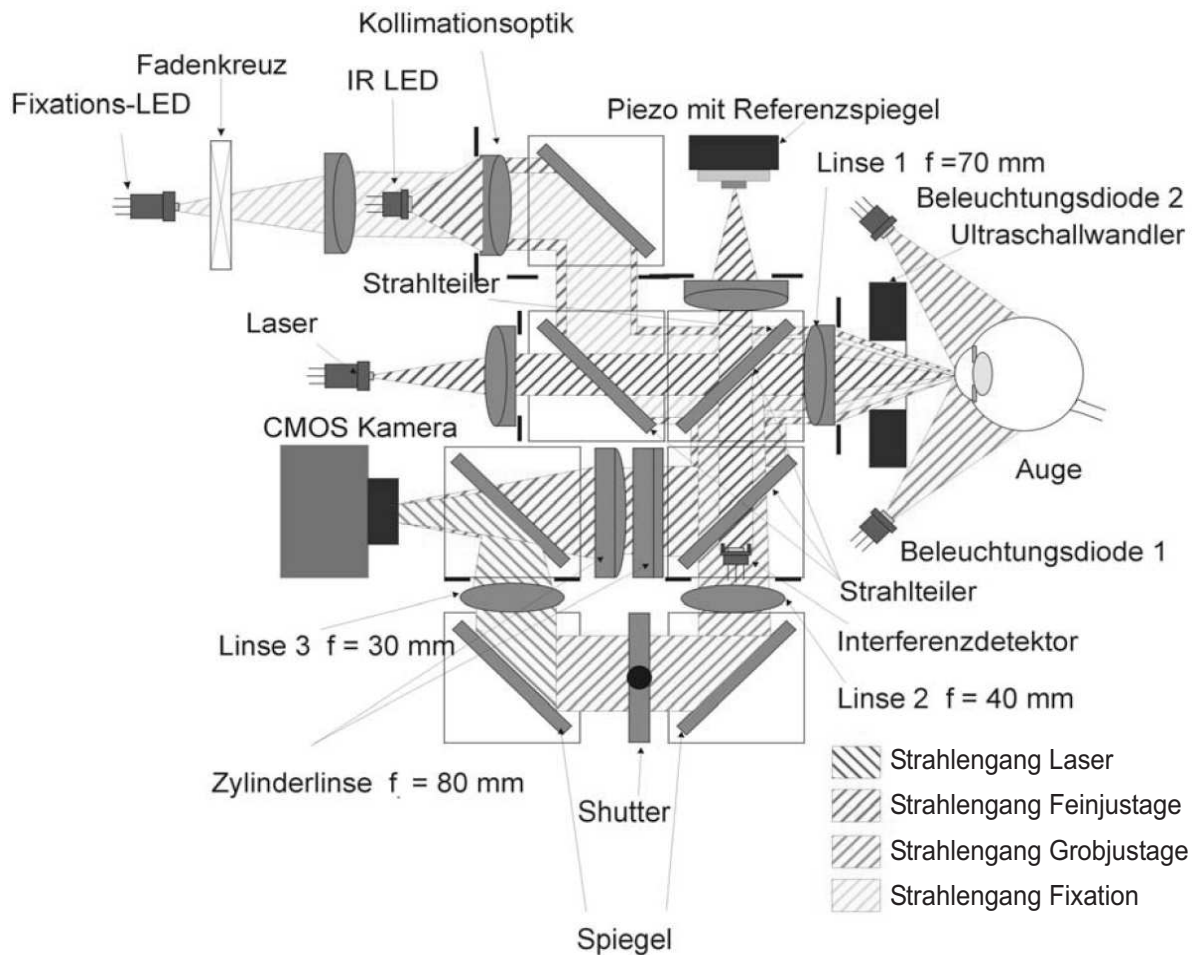 Kollimationsoptik
Fadenkreuz
IR LED
Fixations-LED
Piezo mit Referenzspiegel
Linse 1 f =70 mm
Beleuchtungsdiode 2
Ultraschallwandler
Strahlteiler
Laser
CMOS Kamera
Auge
Beleuchtungsdiode 1
Strahlteiler
Interferenzdetektor
Linse 3 f = 30 mm
Linse 2 f = 40 mm
Zylinderlinse f = 80 mm
Shutter
Spiegel
Strahlengang Laser
Strahlengang Feinjustage
Strahlengang Grobjustage
Strahlengang Fixation